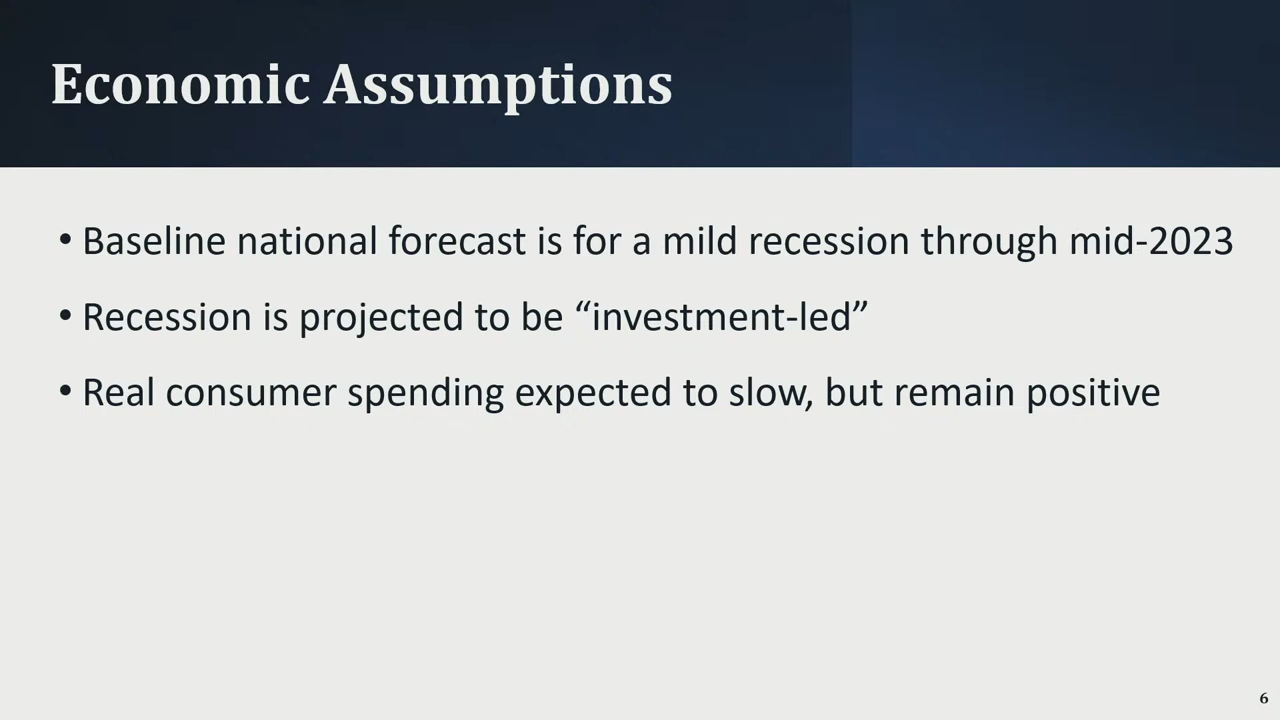 Economic Assumptions
• Baseline national forecast is for a mild recession through mid-2023
• Recession is projected to be “investment-led”
• Real consumer spending expected to slow, but remain positive
6